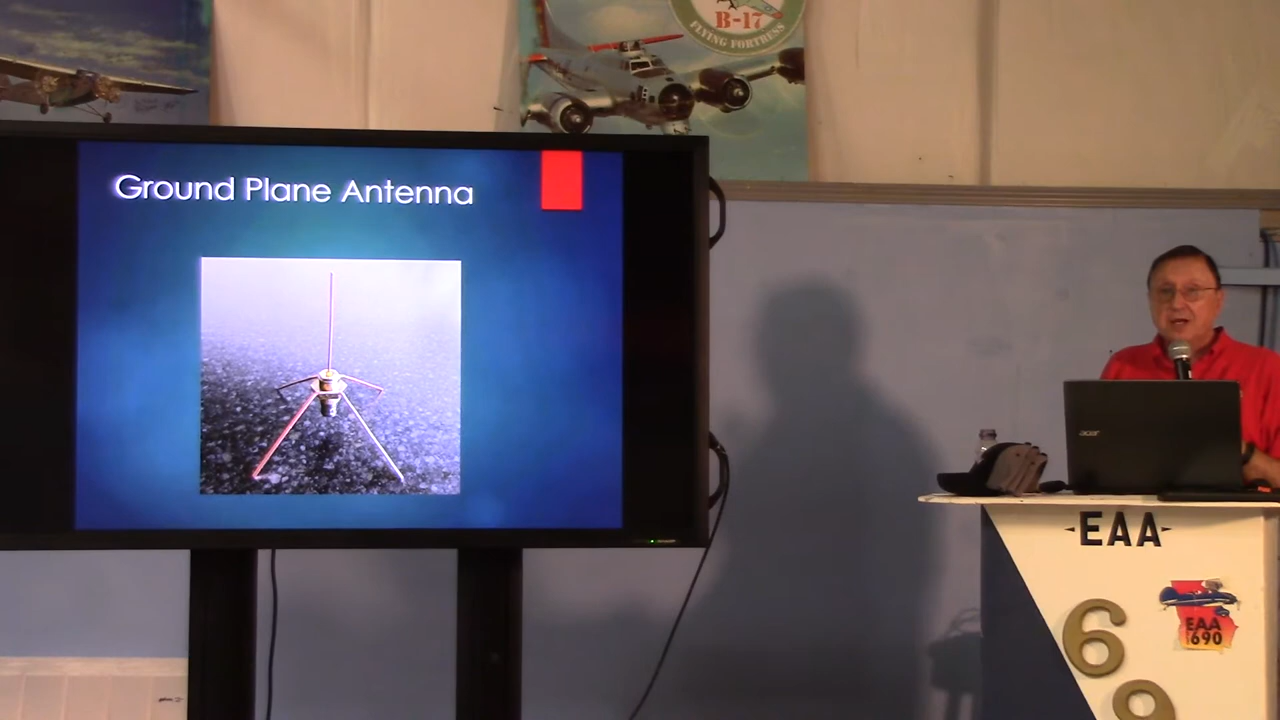 B-17
FLYING FORTRESS
Ground Plane Antenna
acer
EAA
69
EAA
690